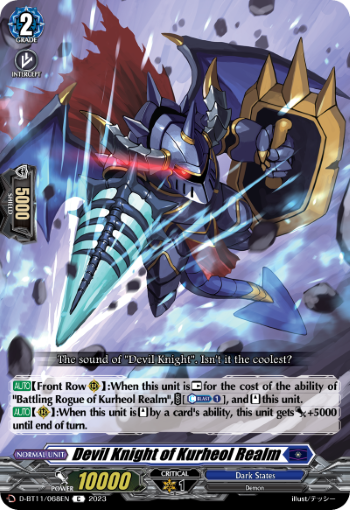 2
GRADE
INTERCEPT
5000
SHIELD
The sound of "Devil Knight". Isn't it the coolest?
AUTO【Front Row】:When this unit is for the cost of the ability of
"Battling Rogue of Kurheol Realm", [C BLAST 1], and this unit.
AUTO【】:When this unit is by a card's ability, this unit gets +5000
until end of turn.
NORMAL UNIT Devil Knight of Kurheol Realm
POWER 10000 CRITICAL 1 Dark States
Demon
D-BT11/068EN C 2023 illust/テッシー